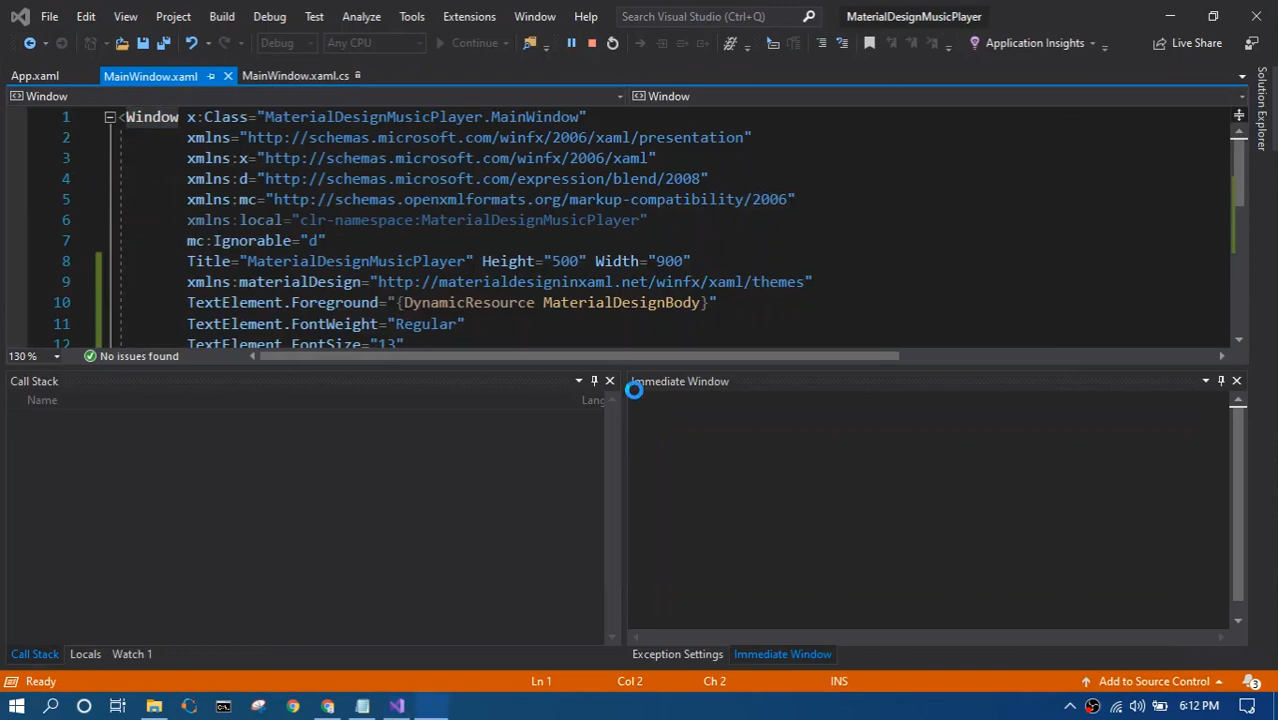 File Edit View Project Build Debug Test Analyze Tools Extensions Window Help Search Visual Studio (Ctrl+Q) MaterialDesignMusicPlayer
Debug Any CPU Continue Application Insights Live Share
App.xaml MainWindow.xaml MainWindow.xaml.cs
Window Window
1 <Window x:Class="MaterialDesignMusicPlayer.MainWindow"
2 xmlns="http://schemas.microsoft.com/winfx/2006/xaml/presentation"
3 xmlns:x="http://schemas.microsoft.com/winfx/2006/xaml"
4 xmlns:d="http://schemas.microsoft.com/expression/blend/2008"
5 xmlns:mc="http://schemas.openxmlformats.org/markup-compatibility/2006"
6 xmlns:local="clr-namespace:MaterialDesignMusicPlayer"
7 mc:Ignorable="d"
8 Title="MaterialDesignMusicPlayer" Height="500" Width="900"
9 xmlns:materialDesign="http://materialdesigninxaml.net/winfx/xaml/themes"
10 TextElement.Foreground="{DynamicResource MaterialDesignBody}"
11 TextElement.FontWeight="Regular"
12 TextElement.FontSize="13"
130 % No issues found
Solution Explorer
Call Stack Immediate Window
Name Lang
Call Stack Locals Watch 1 Exception Settings Immediate Window
Ready Ln 1 Col 2 Ch 2 INS Add to Source Control 3
6:12 PM